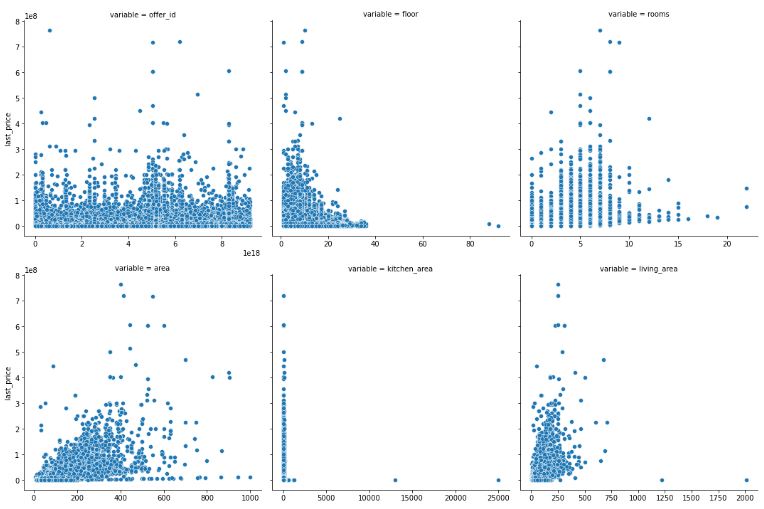 variable = offer_id
variable = floor
variable = rooms
1e8
8
7
6
5
4
3
2
1
0
last_price
0 2 4 6 8
1e18
0 40 80
0 5 10 15 20
variable = area
variable = kitchen_area
variable = living_area
1e8
8
7
6
5
4
3
2
1
0
last_price
0 200 400 600 800 1000
0 5000 10000 15000 20000 25000
0 250 500 750 1000 1250 1500 1750 2000